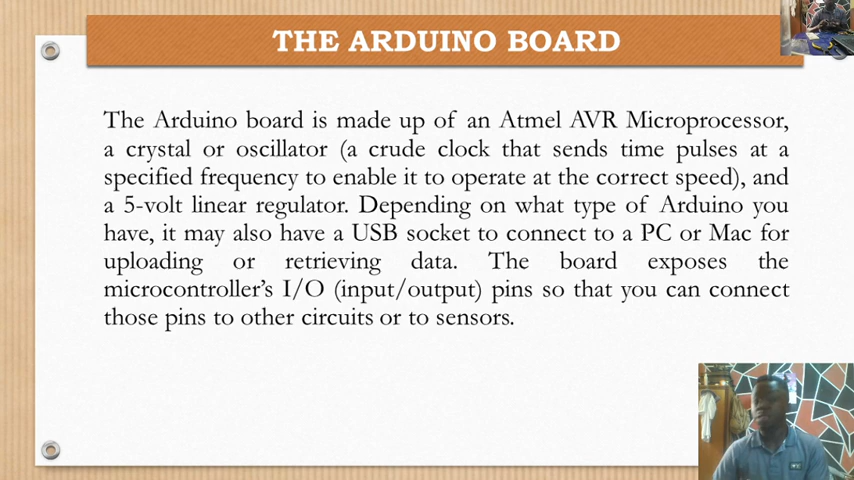 THE ARDUINO BOARD
The Arduino board is made up of an Atmel AVR Microprocessor,
a crystal or oscillator (a crude clock that sends time pulses at a
specified frequency to enable it to operate at the correct speed), and
a 5-volt linear regulator. Depending on what type of Arduino you
have, it may also have a USB socket to connect to a PC or Mac for
uploading or retrieving data. The board exposes the
microcontroller’s I/O (input/output) pins so that you can connect
those pins to other circuits or to sensors.